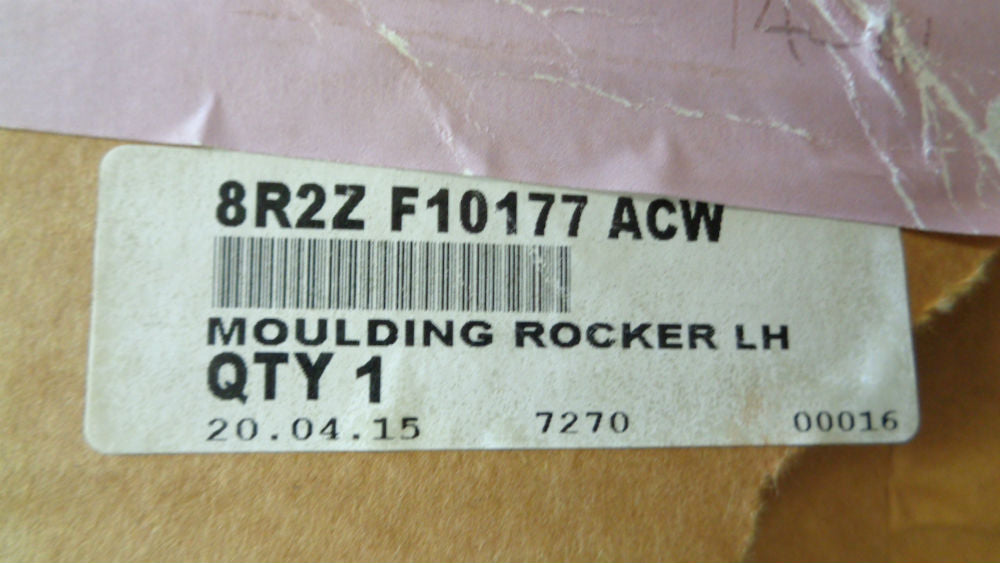 8R2Z F10177 ACW
MOULDING ROCKER LH
QTY 1
20.04.15 7270 00016